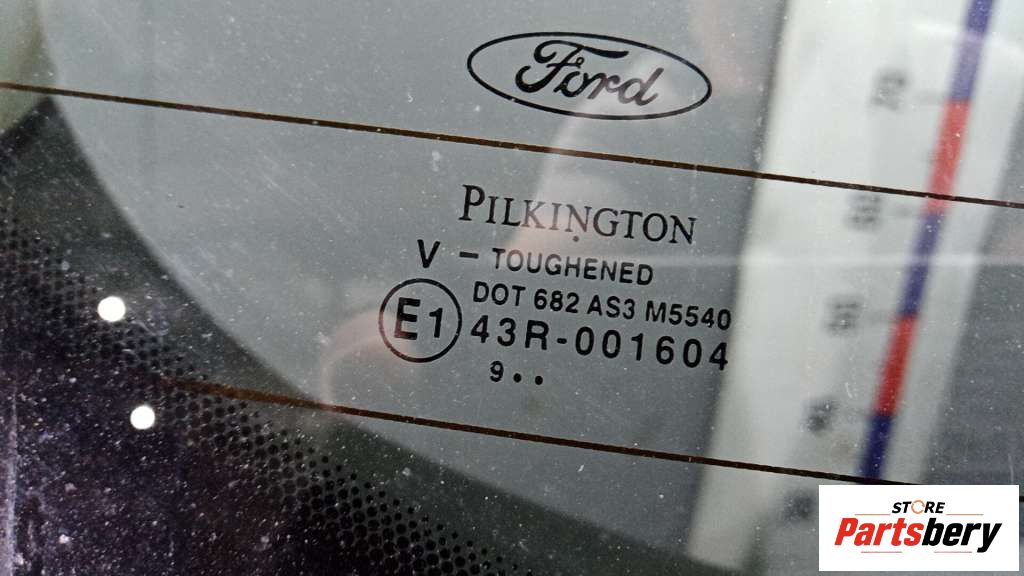 Ford
PILKINGTON
V - TOUGHENED
DOT 682 AS3 M5540
E1 43R-001604
9..
STORE
Partsbery